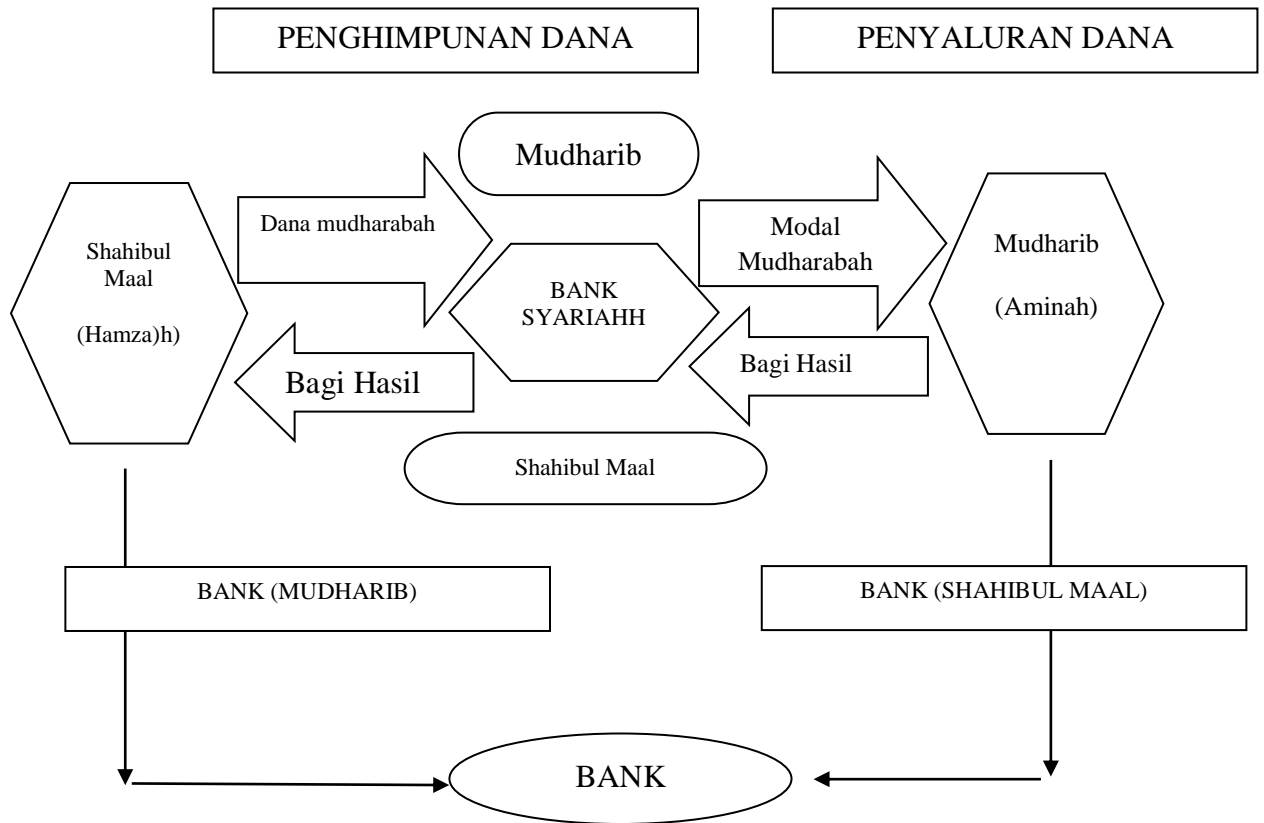 PENGHIMPUNAN DANA
PENYALURAN DANA
Mudharib
Dana mudharabah
Modal
Mudharabah
Shahibul
Maal
(Hamza)h)
BANK
SYARIAHH
Mudharib
(Aminah)
Bagi Hasil
Bagi Hasil
Shahibul Maal
BANK (MUDHARIB)
BANK (SHAHIBUL MAAL)
BANK